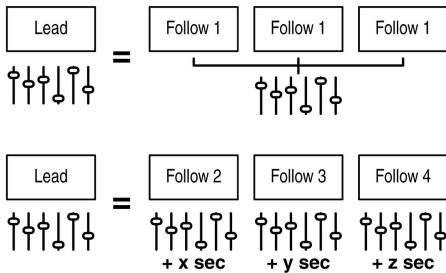 Lead = Follow 1 Follow 1 Follow 1
Lead = Follow 2 Follow 3 Follow 4
+ x sec + y sec + z sec